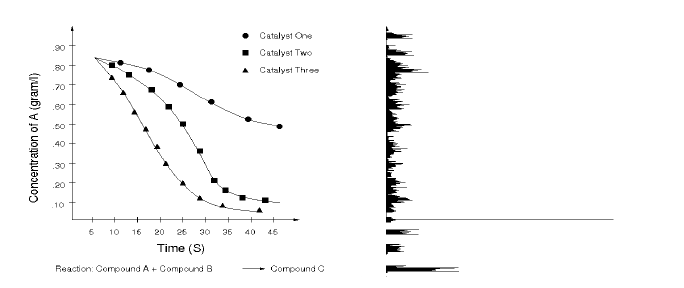 Catalyst One
Catalyst Two
Catalyst Three
Concentration of A (gram/l)
.90
.80
.70
.60
.50
.40
.30
.20
.10
5 10 15 20 25 30 35 40 45
Time (S)
Reaction: Compound A + Compound B → Compound C